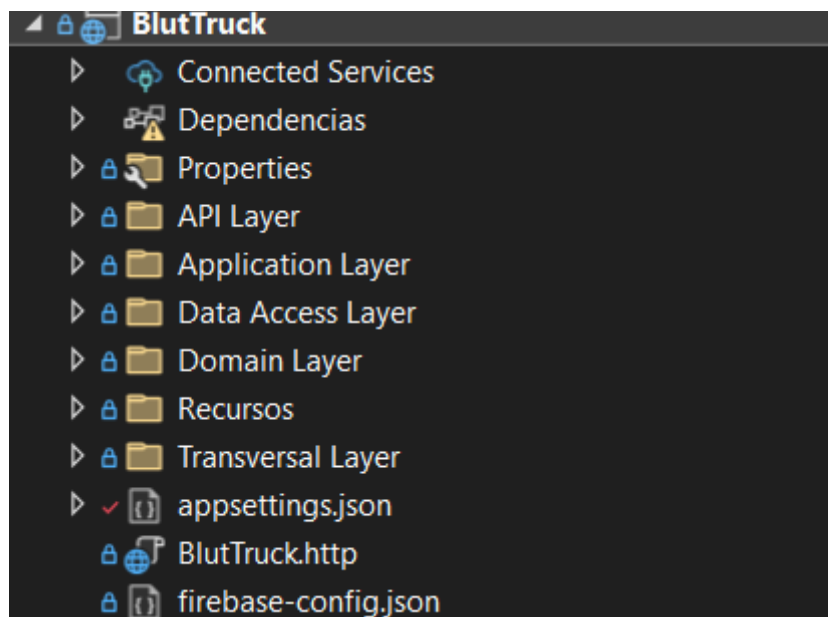 BlutTruck
Connected Services
Dependencias
Properties
API Layer
Application Layer
Data Access Layer
Domain Layer
Recursos
Transversal Layer
appsettings.json
BlutTruck.http
firebase-config.json